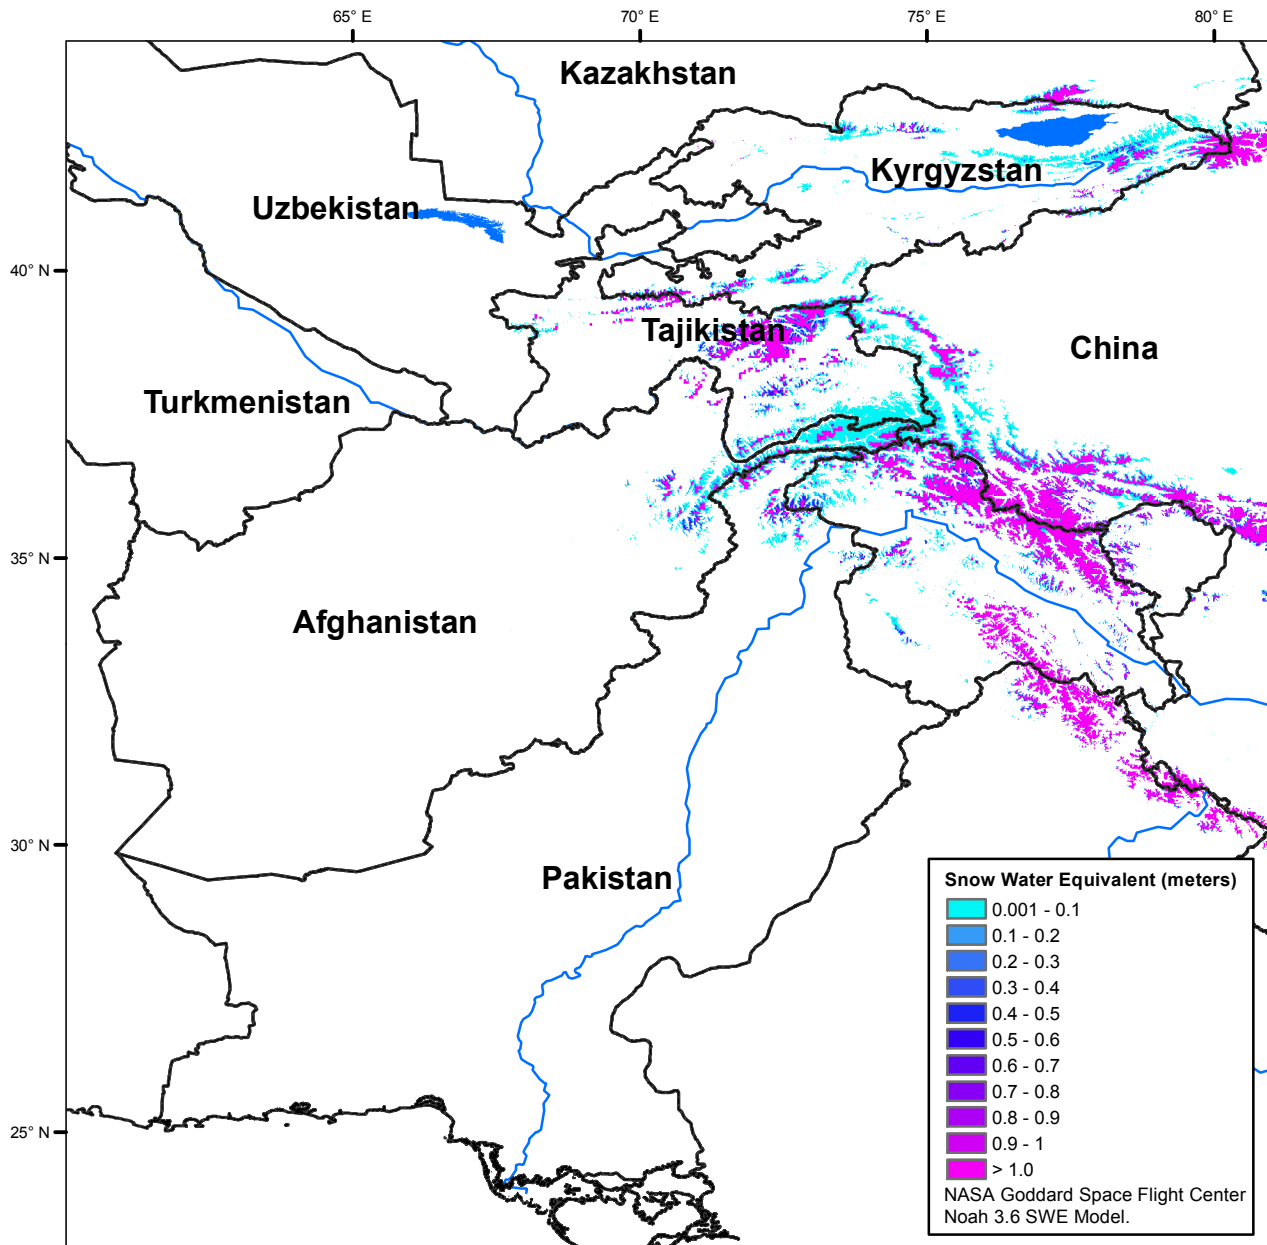 65° E
70° E
75° E
80° E
Kazakhstan
Kyrgyzstan
Uzbekistan
40° N
Tajikistan
China
Turkmenistan
35° N
Afghanistan
30° N
Pakistan
25° N
Snow Water Equivalent (meters)
0.001 - 0.1
0.1 - 0.2
0.2 - 0.3
0.3 - 0.4
0.4 - 0.5
0.5 - 0.6
0.6 - 0.7
0.7 - 0.8
0.8 - 0.9
0.9 - 1
> 1.0
NASA Goddard Space Flight Center
Noah 3.6 SWE Model.